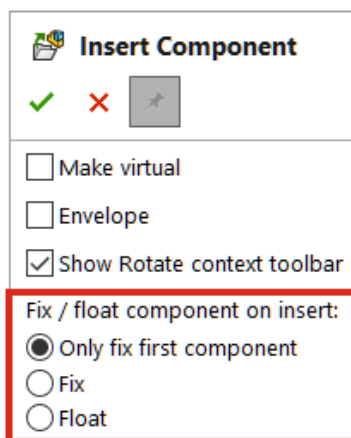 Insert Component
Make virtual
Envelope
Show Rotate context toolbar
Fix / float component on insert:
Only fix first component
Fix
Float